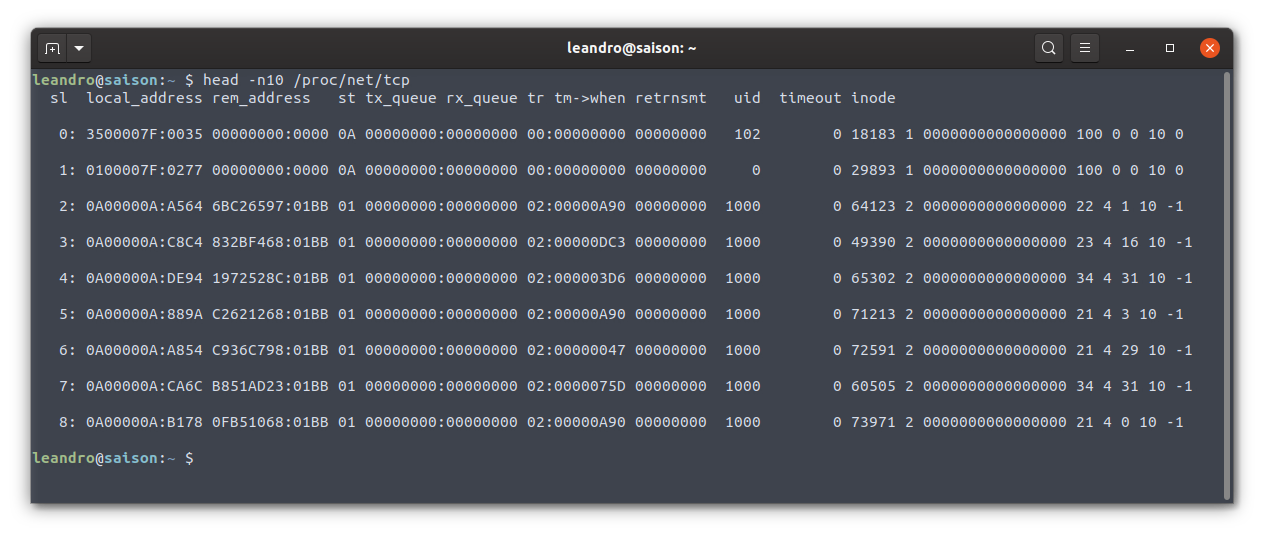 leandro@saison: ~
leandro@saison:~ $ head -n10 /proc/net/tcp
sl local_address rem_address st tx_queue rx_queue tr tm->when retrnsmt uid timeout inode
0: 3500007F:0035 00000000:0000 0A 00000000:00000000 00:00000000 00000000 102 0 18183 1 0000000000000000 100 0 0 10 0
1: 0100007F:0277 00000000:0000 0A 00000000:00000000 00:00000000 00000000 0 0 29893 1 0000000000000000 100 0 0 10 0
2: 0A00000A:A564 6BC26597:01BB 01 00000000:00000000 02:00000A90 00000000 1000 0 64123 2 0000000000000000 22 4 1 10 -1
3: 0A00000A:C8C4 832BF468:01BB 01 00000000:00000000 02:00000DC3 00000000 1000 0 49390 2 0000000000000000 23 4 16 10 -1
4: 0A00000A:DE94 1972528C:01BB 01 00000000:00000000 02:000003D6 00000000 1000 0 65302 2 0000000000000000 34 4 31 10 -1
5: 0A00000A:889A C2621268:01BB 01 00000000:00000000 02:00000A90 00000000 1000 0 71213 2 0000000000000000 21 4 3 10 -1
6: 0A00000A:A854 C936C798:01BB 01 00000000:00000000 02:00000047 00000000 1000 0 72591 2 0000000000000000 21 4 29 10 -1
7: 0A00000A:CA6C B851AD23:01BB 01 00000000:00000000 02:0000075D 00000000 1000 0 60505 2 0000000000000000 34 4 31 10 -1
8: 0A00000A:B178 0FB51068:01BB 01 00000000:00000000 02:00000A90 00000000 1000 0 73971 2 0000000000000000 21 4 0 10 -1
leandro@saison:~ $